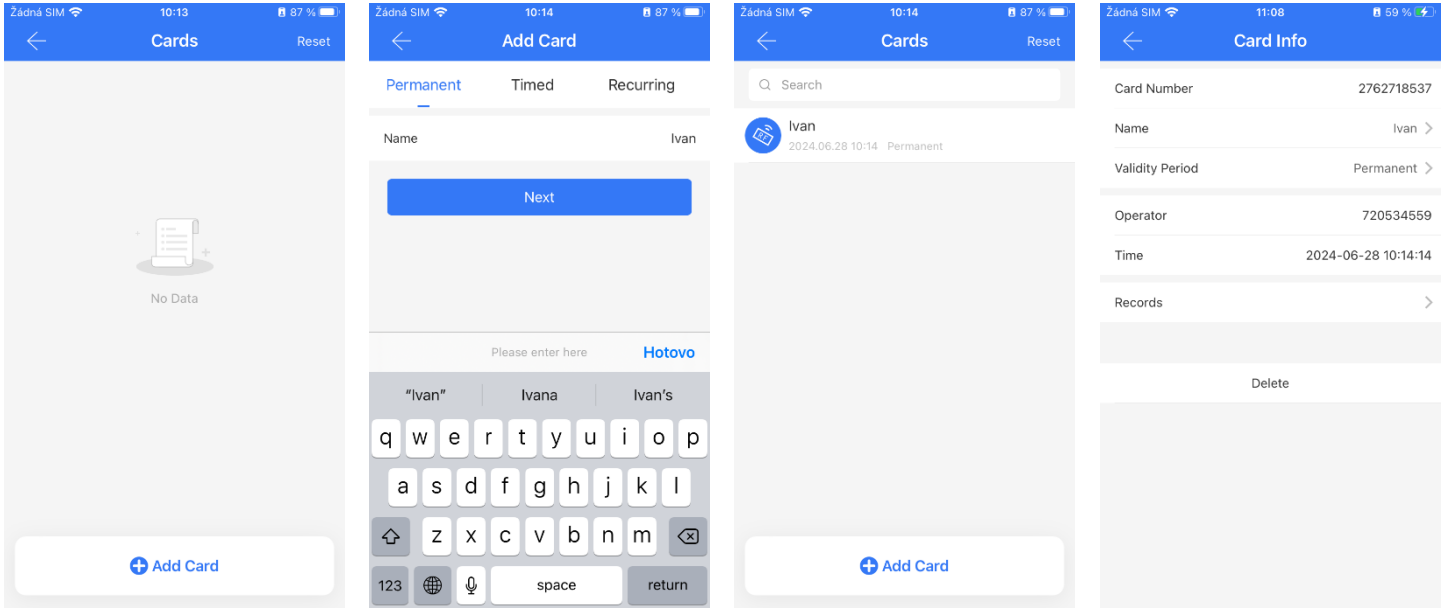 Žádná SIM 10:13 87 %
Cards Reset
No Data
Add Card
Žádná SIM 10:14 87 %
Add Card
Permanent Timed Recurring
Name Ivan
Next
Please enter here Hotovo
“Ivan” Ivana Ivan's
q w e r t y u i o p
a s d f g h j k l
z x c v b n m
123 space return
Žádná SIM 10:14 87 %
Cards Reset
Search
Ivan
RF
2024.06.28 10:14 Permanent
Add Card
Žádná SIM 11:08 59 %
Card Info
Card Number 2762718537
Name Ivan
Validity Period Permanent
Operator 720534559
Time 2024-06-28 10:14:14
Records
Delete